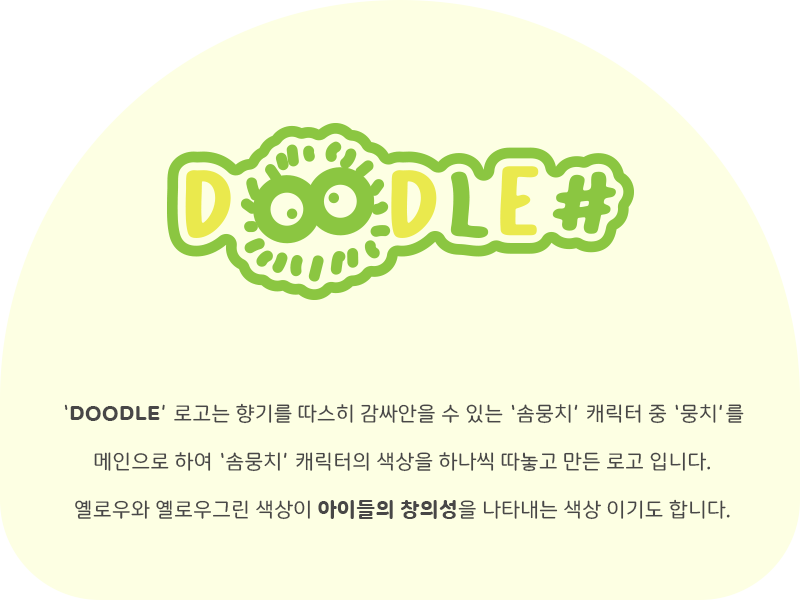 DOODLE#
‘DOODLE’ 로고는 향기를 따스히 감싸안을 수 있는 ‘솜뭉치’ 캐릭터 중 ‘뭉치’를
메인으로 하여 ‘솜뭉치’ 캐릭터의 색상을 하나씩 따놓고 만든 로고 입니다.
옐로우와 옐로우그린 색상이 아이들의 창의성을 나타내는 색상 이기도 합니다.